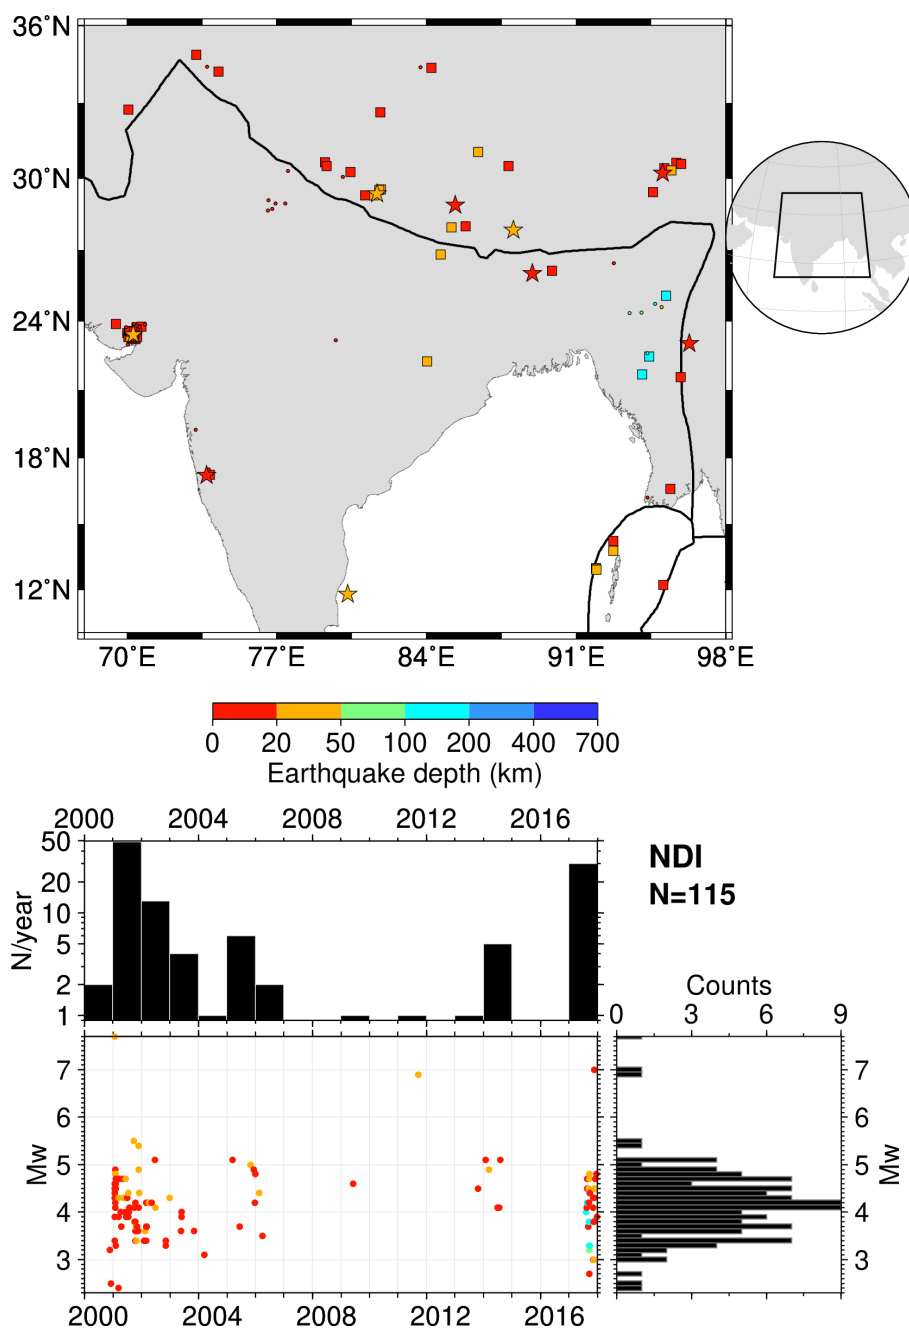 36˚N
30˚N
24˚N
18˚N
12˚N
70˚E 77˚E 84˚E 91˚E 98˚E
0 20 50 100 200 400 700
Earthquake depth (km)
2000 2004 2008 2012 2016
50
20
10
5
2
1
N/year
NDI
N=115
Counts
0 3 6 9
7
6
5
4
3
Mw
7
6
5
4
3
Mw
2000 2004 2008 2012 2016